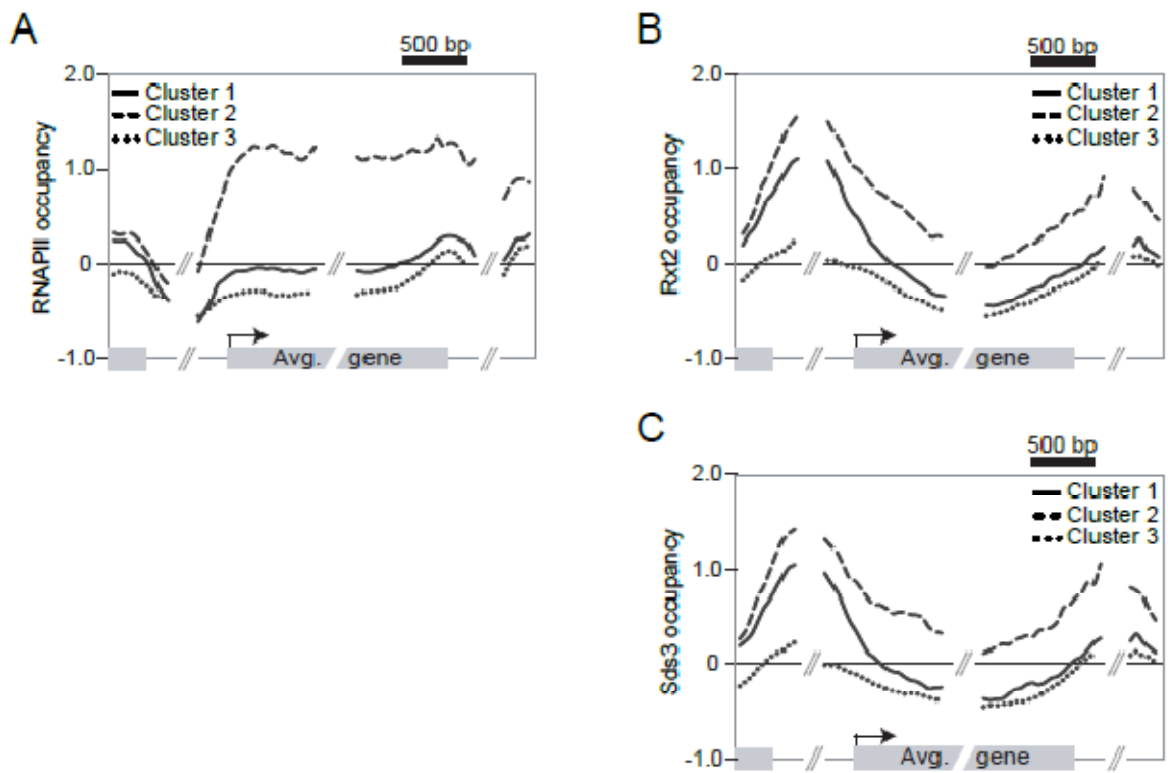 A
500 bp
2.0
Cluster 1
Cluster 2
Cluster 3
1.0
0
-1.0
RNAPII occupancy
Avg. gene
B
500 bp
2.0
Cluster 1
Cluster 2
Cluster 3
1.0
0
-1.0
Rxt2 occupancy
Avg. gene
C
500 bp
2.0
Cluster 1
Cluster 2
Cluster 3
1.0
0
-1.0
Sds3 occupancy
Avg. gene